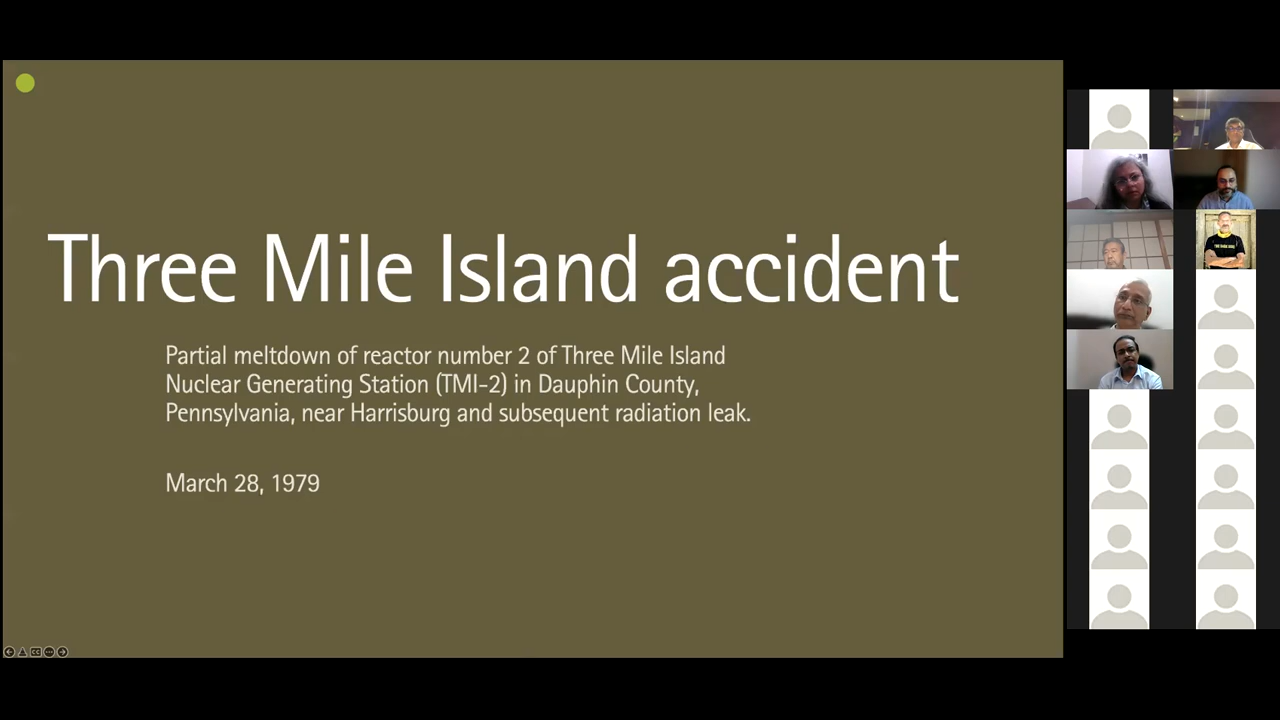 Three Mile Island accident
Partial meltdown of reactor number 2 of Three Mile Island
Nuclear Generating Station (TMI-2) in Dauphin County,
Pennsylvania, near Harrisburg and subsequent radiation leak.
March 28, 1979